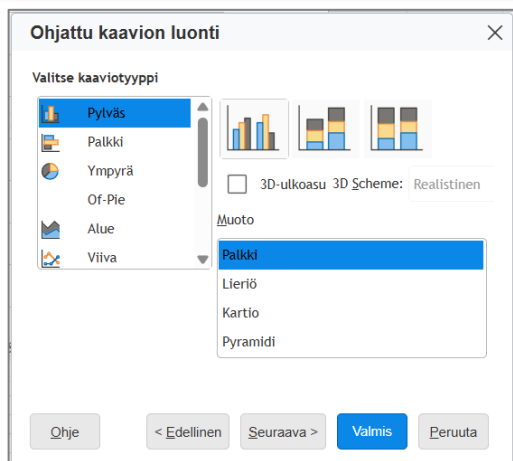 Ohjattu kaavion luonti
Valitse kaaviotyyppi
Pylväs
Palkki
Ympyrä
Of-Pie
Alue
Viiva
3D-ulkoasu 3D Scheme: Realistinen
Muoto
Palkki
Lieriö
Kartio
Pyramidi
Ohje
< Edellinen
Seuraava >
Valmis
Peruuta